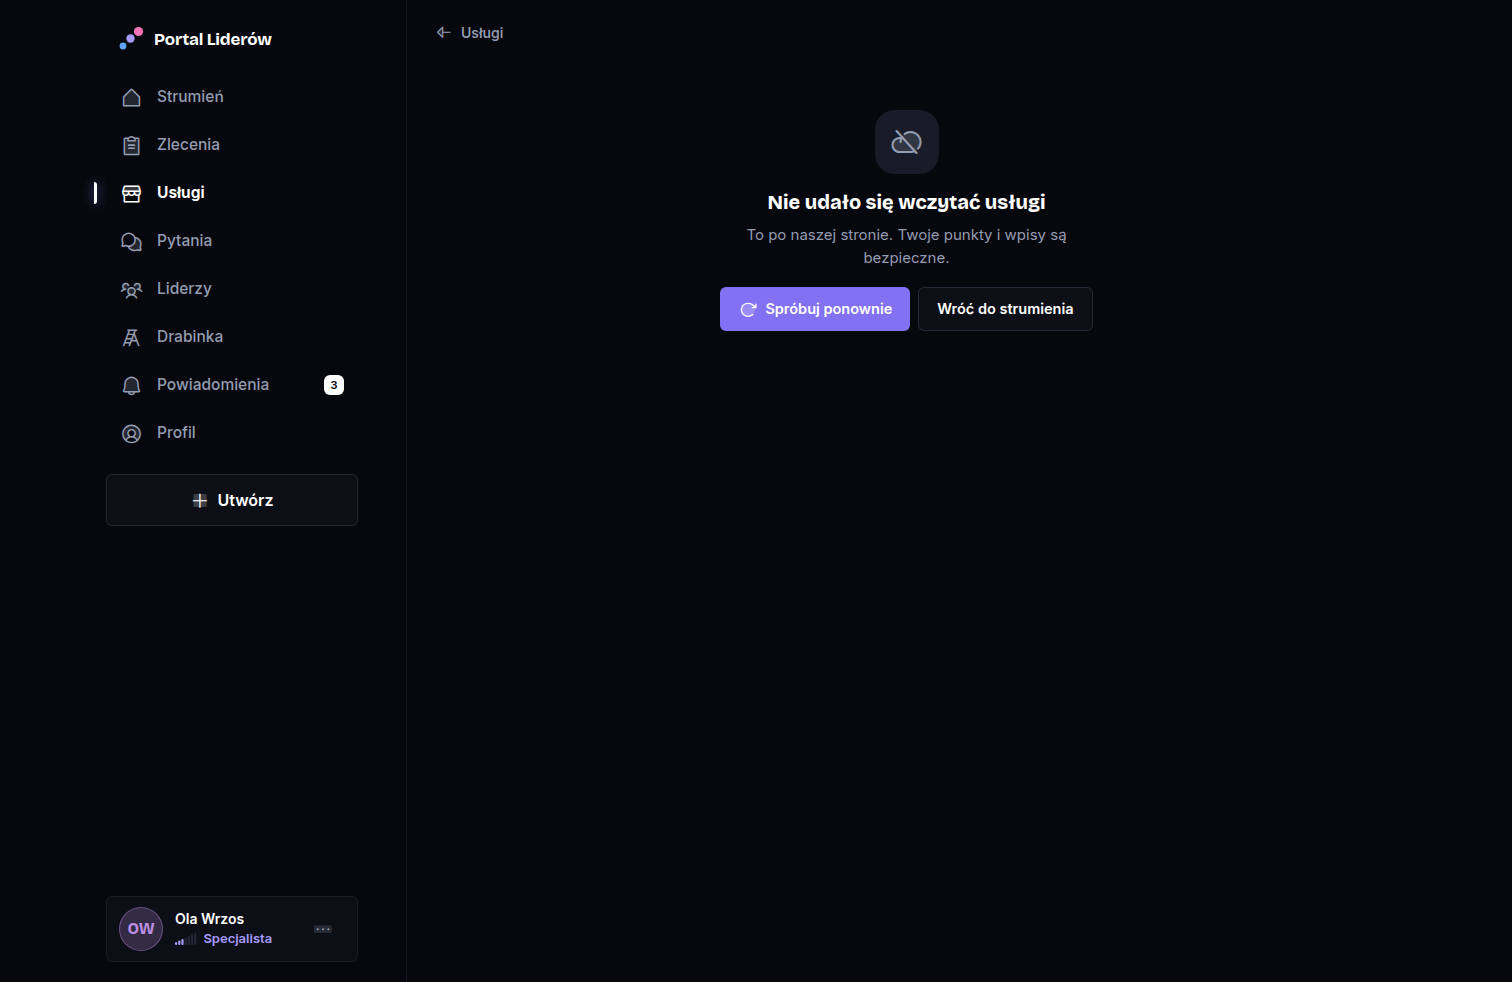 Portal Liderów
Strumień
Zlecenia
Usługi
Pytania
Liderzy
Drabinka
Powiadomienia 3
Profil
Utwórz
OW
Ola Wrzos
Specjalista
Usługi
Nie udało się wczytać usługi
To po naszej stronie. Twoje punkty i wpisy są
bezpieczne.
Spróbuj ponownie
Wróć do strumienia